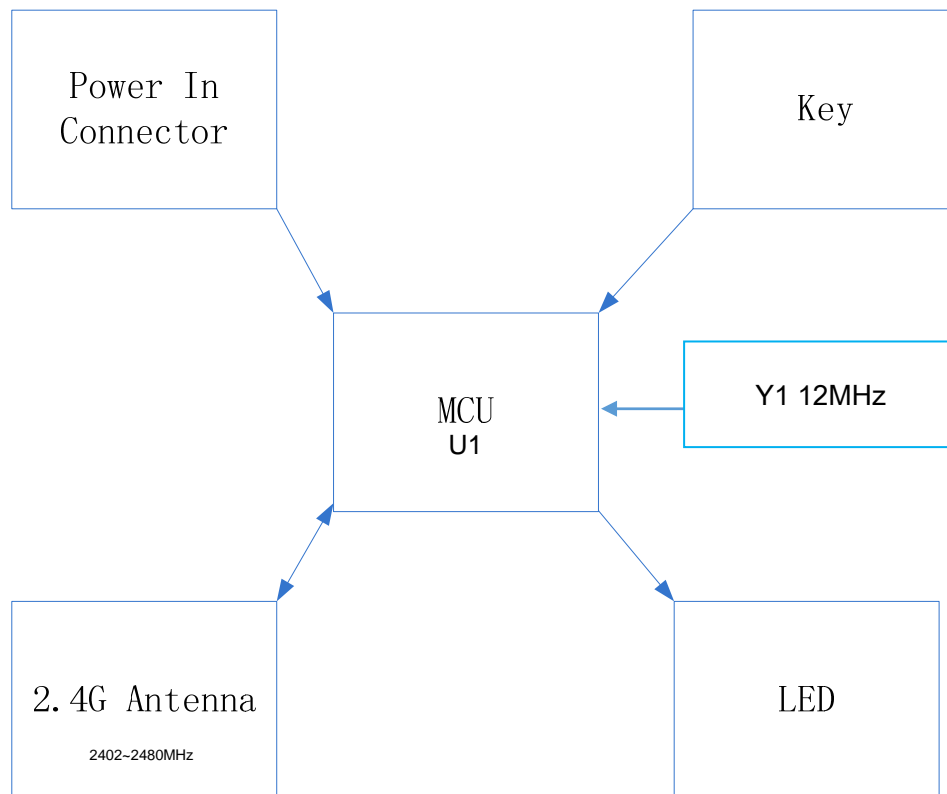 Power In
Connector
Key
MCU
U1
Y1 12MHz
2.4G Antenna
2402~2480MHz
LED